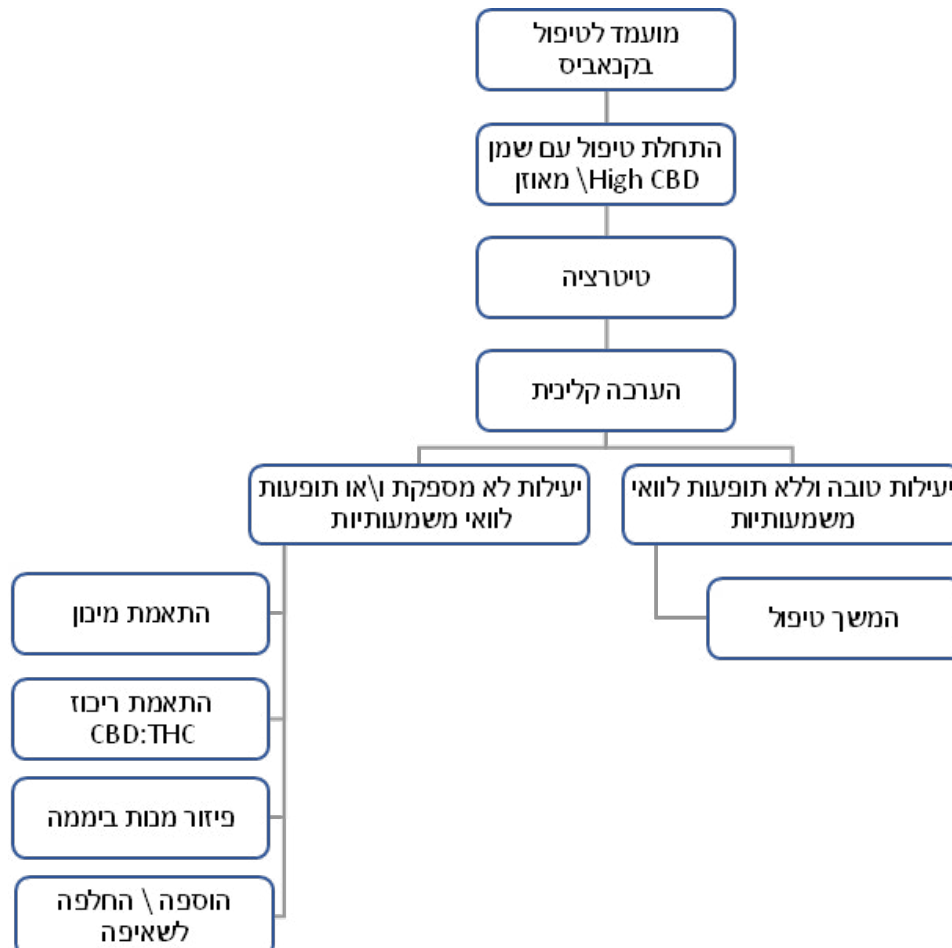 מועמד לטיפול
בקנאביס
התחלת טיפול עם שמן
High CBD\ מאוזן
טיטרציה
הערכה קלינית
יעילות טובה וללא תופעות לוואי
משמעותיות
המשך טיפול
יעילות לא מספקת ו\או תופעות
לוואי משמעותיות
התאמת מינון
התאמת ריכוז
CBD:THC
פיזור מנות ביממה
הוספה \ החלפה
לשאיפה